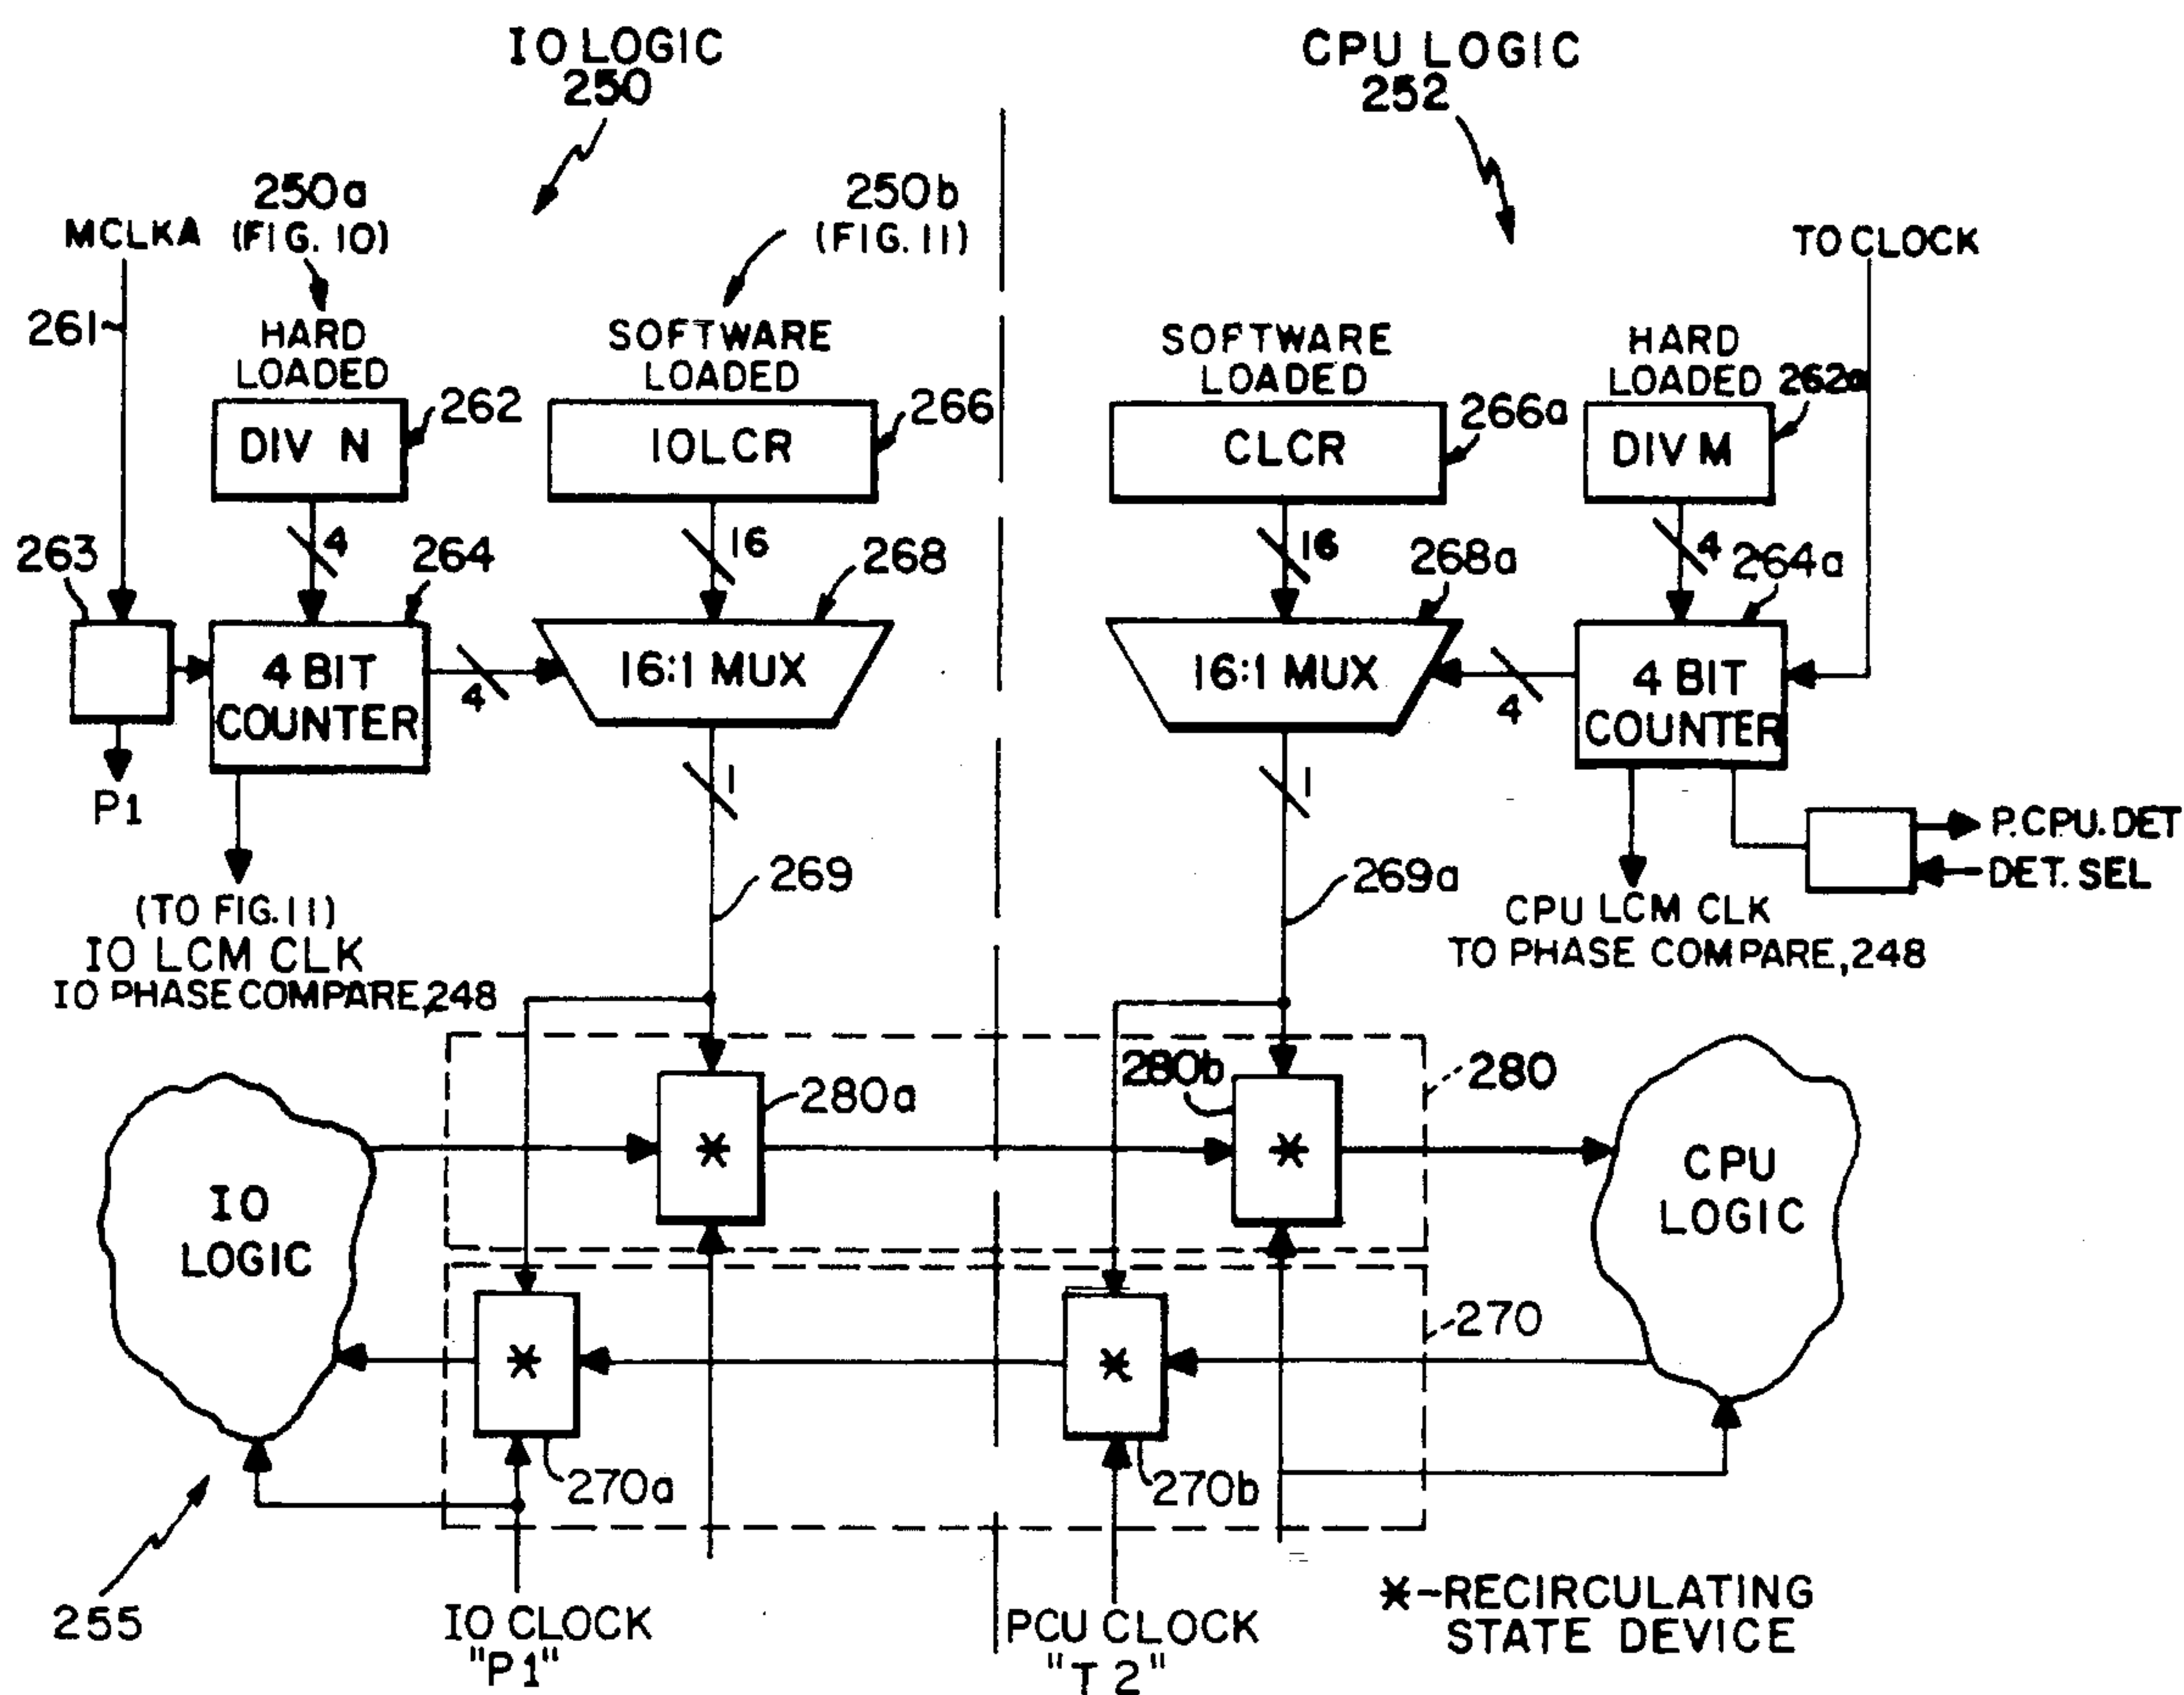 IO LOGIC
250
CPU LOGIC
252
250a
(FIG. 10)
250b
(FIG. 11)
MCLKA
TO CLOCK
261
HARD
LOADED
SOFTWARE
LOADED
SOFTWARE
LOADED
HARD
LOADED
262a
262
266
266a
DIV N
IOLCR
CLCR
DIV M
263
4
264
16
268
16
268a
4
264a
4 BIT
COUNTER
4
16:1 MUX
16:1 MUX
4
4 BIT
COUNTER
P1
1
1
P.CPU.DET
DET. SEL
269
269a
(TO FIG. 11)
IO LCM CLK
IO PHASE COMPARE, 248
CPU LCM CLK
TO PHASE COMPARE, 248
280a
280b
280
*
*
IO
LOGIC
CPU
LOGIC
270
*
*
270a
270b
255
IO CLOCK
"P1"
PCU CLOCK
"T2"
*-RECIRCULATING
STATE DEVICE